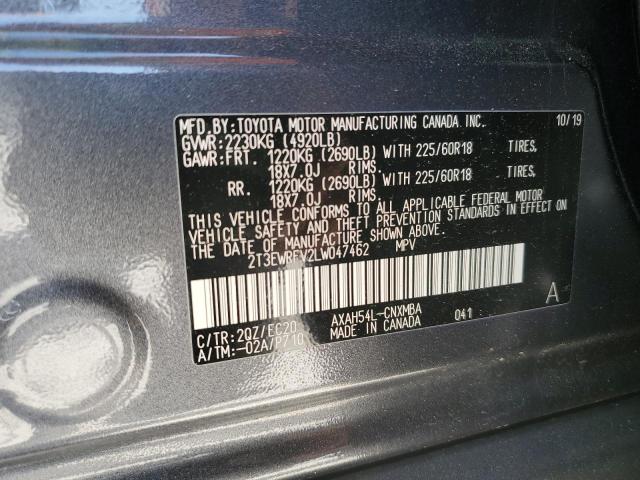 MFD. BY: TOYOTA MOTOR MANUFACTURING CANADA INC. 10/19
GVWR: 2230KG (4920LB)
GAWR: FRT. 1220KG (2690LB) WITH 225/60R18 TIRES,
18X7.0J RIMS.
RR. 1220KG (2690LB) WITH 225/60R18 TIRES,
18X7.0J RIMS.
THIS VEHICLE CONFORMS TO ALL APPLICABLE FEDERAL MOTOR
VEHICLE SAFETY AND THEFT PREVENTION STANDARDS IN EFFECT ON
THE DATE OF MANUFACTURE SHOWN ABOVE.
2T3EWRFV2LW047462 MPV
C/TR: 2QZ/EC20 AXAH54L-CNXMBA 041 A
A/TM: -02A/P710 MADE IN CANADA